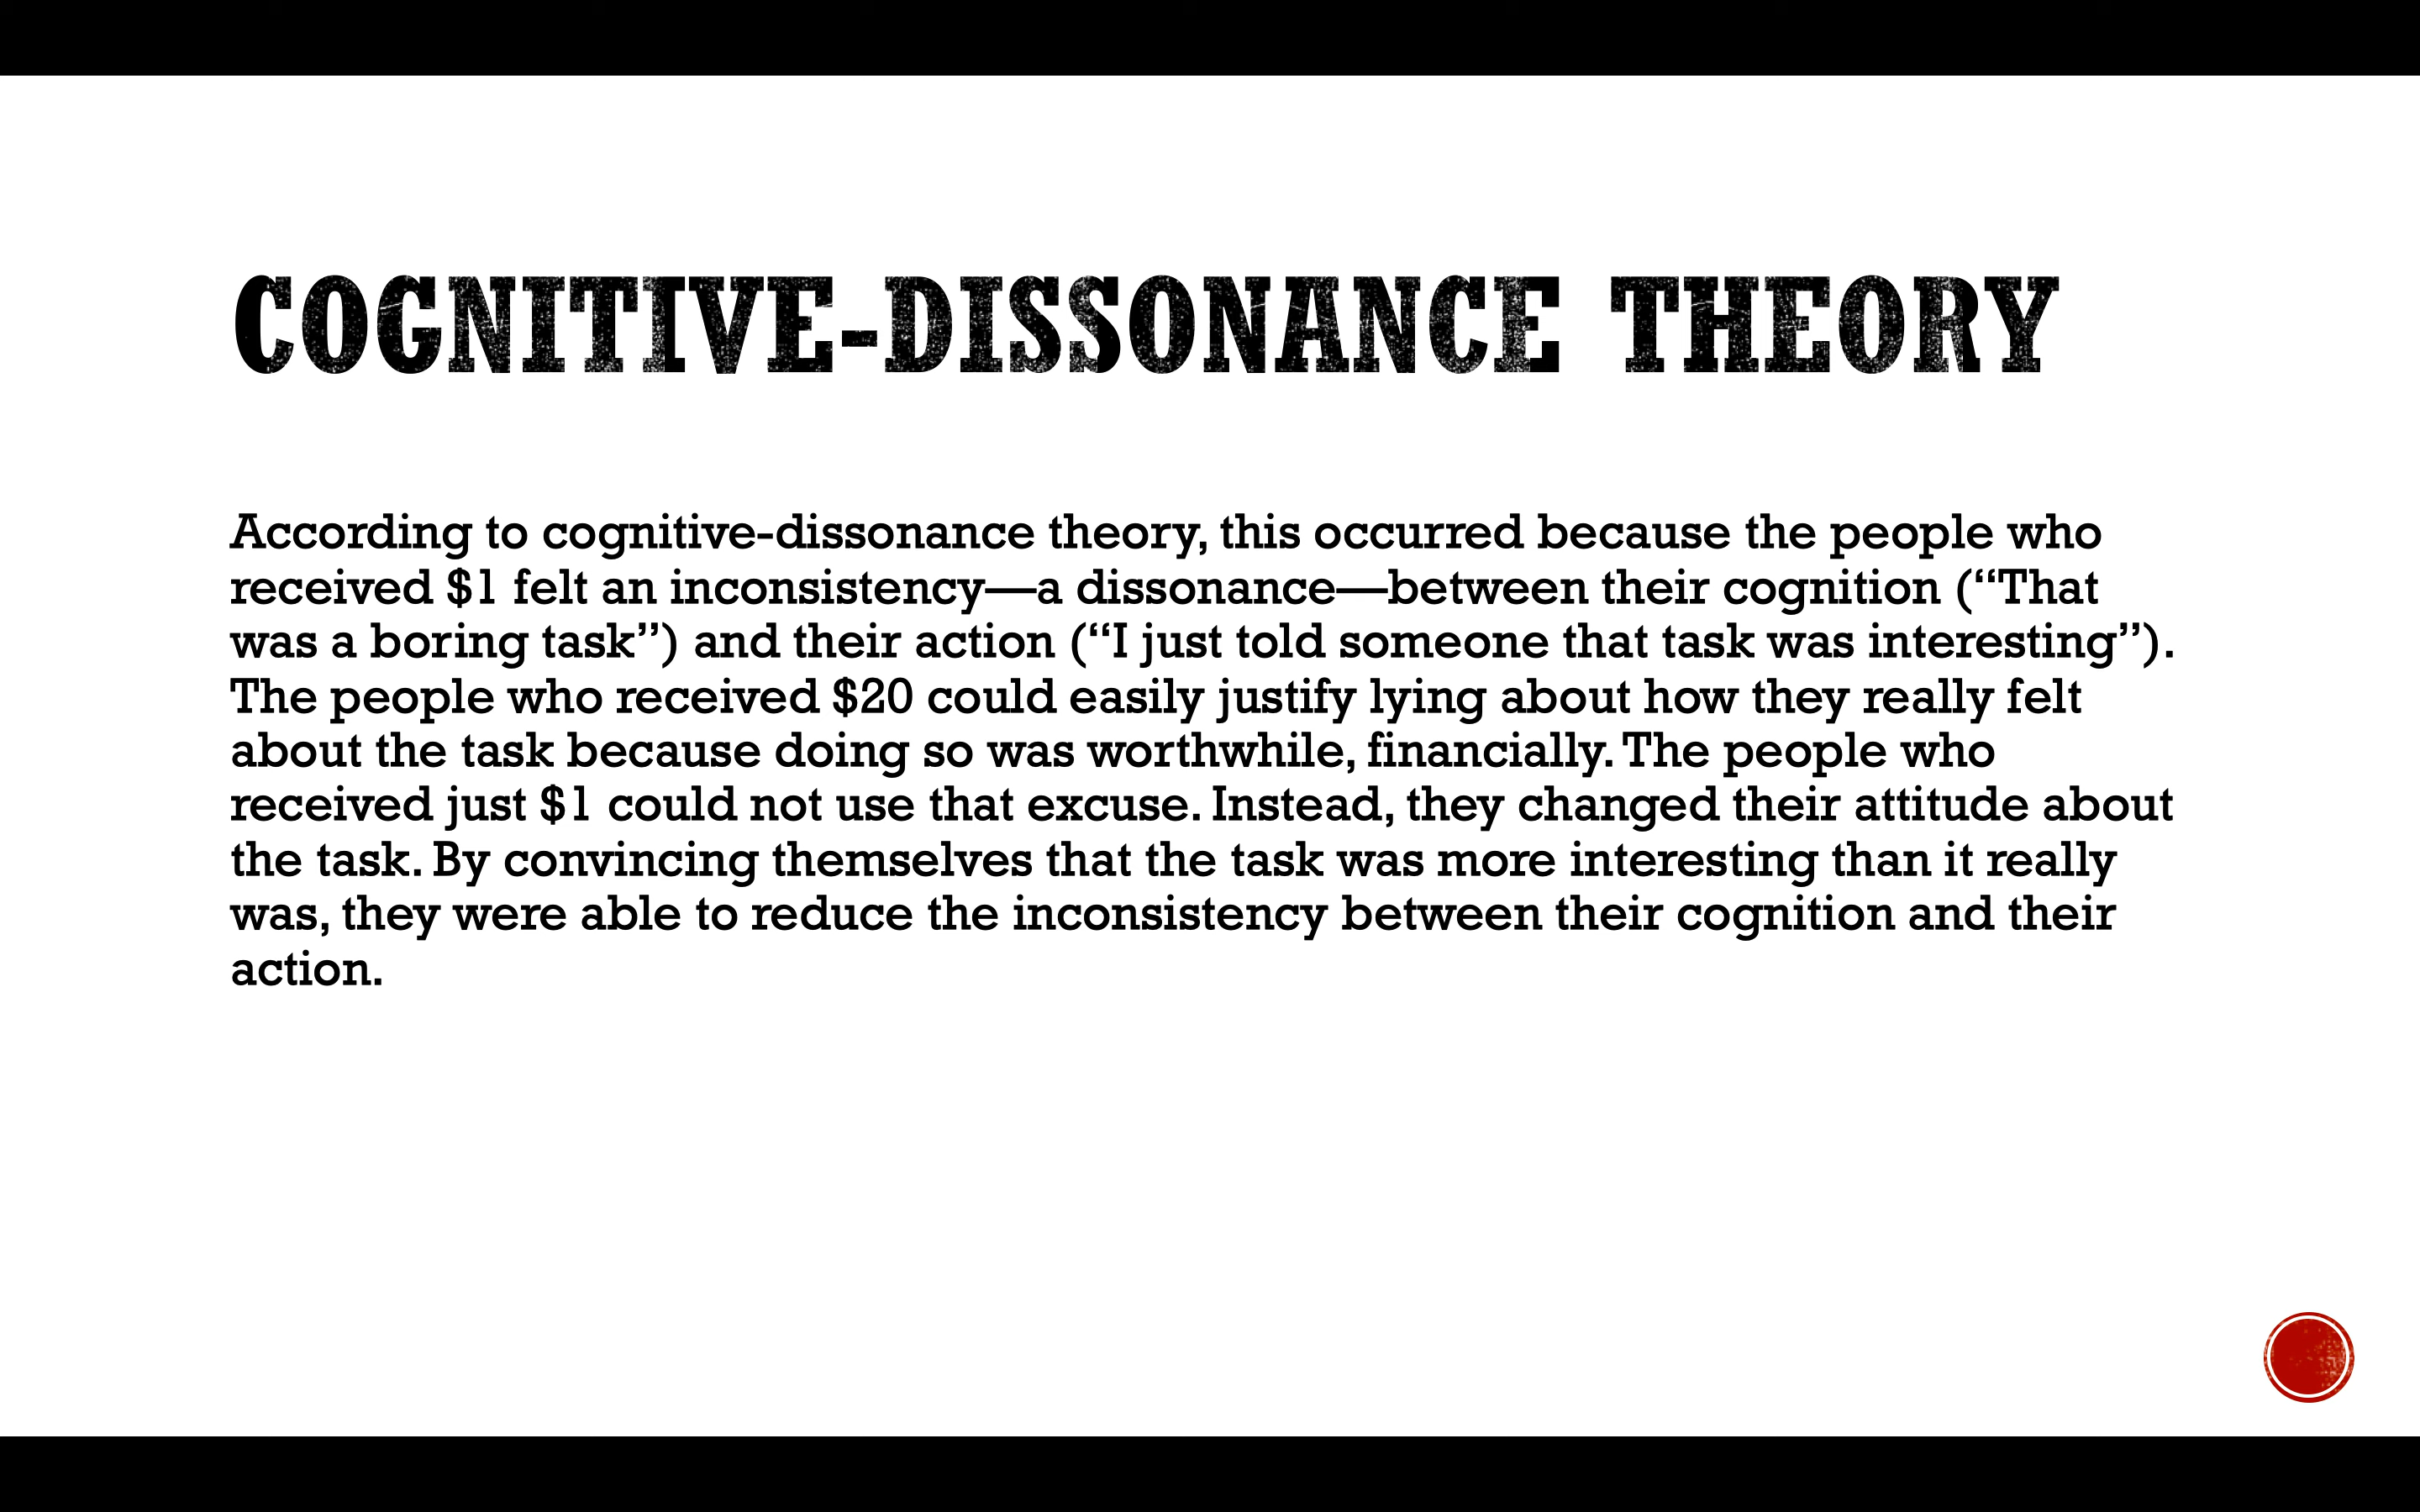 COGNITIVE-DISSONANCE THEORY
According to cognitive-dissonance theory, this occurred because the people who
received $1 felt an inconsistency—a dissonance—between their cognition (“That
was a boring task”) and their action (“I just told someone that task was interesting”).
The people who received $20 could easily justify lying about how they really felt
about the task because doing so was worthwhile, financially. The people who
received just $1 could not use that excuse. Instead, they changed their attitude about
the task. By convincing themselves that the task was more interesting than it really
was, they were able to reduce the inconsistency between their cognition and their
action.